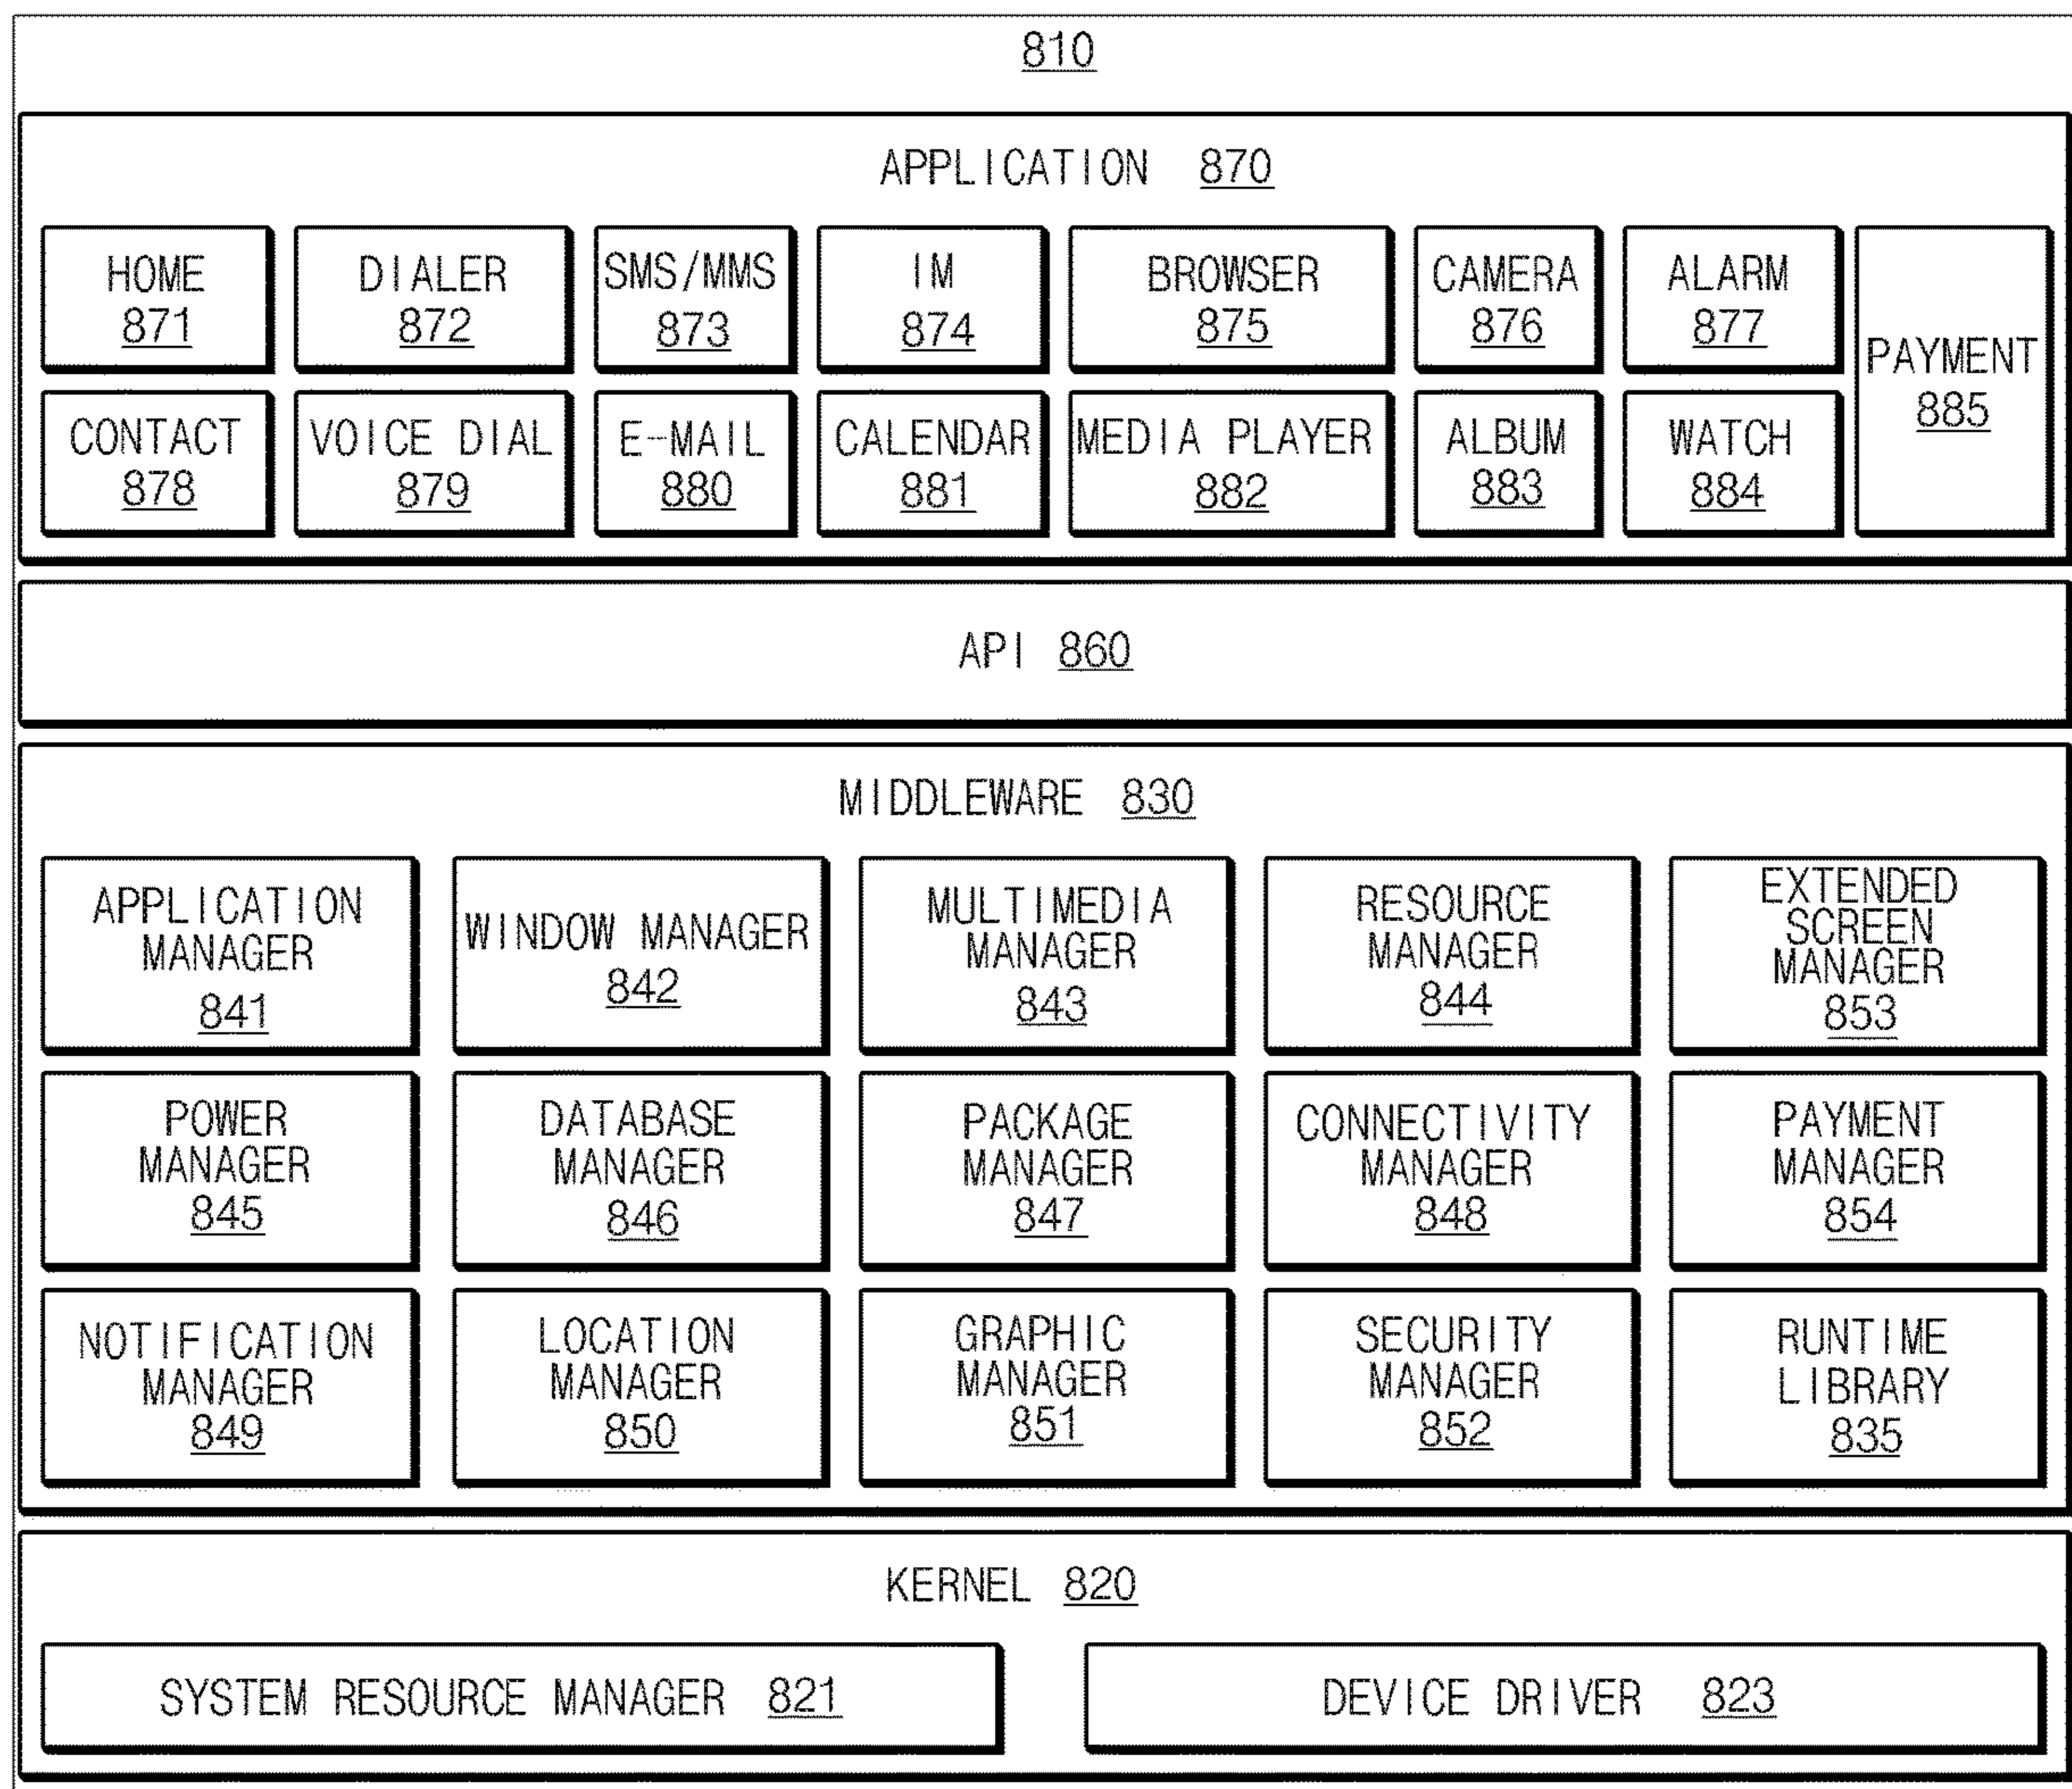 810
APPLICATION 870
HOME
871
DIALER
872
SMS/MMS
873
IM
874
BROWSER
875
CAMERA
876
ALARM
877
PAYMENT
885
CONTACT
878
VOICE DIAL
879
E-MAIL
880
CALENDAR
881
MEDIA PLAYER
882
ALBUM
883
WATCH
884
API 860
MIDDLEWARE 830
APPLICATION
MANAGER
841
WINDOW MANAGER
842
MULTIMEDIA
MANAGER
843
RESOURCE
MANAGER
844
EXTENDED
SCREEN
MANAGER
853
POWER
MANAGER
845
DATABASE
MANAGER
846
PACKAGE
MANAGER
847
CONNECTIVITY
MANAGER
848
PAYMENT
MANAGER
854
NOTIFICATION
MANAGER
849
LOCATION
MANAGER
850
GRAPHIC
MANAGER
851
SECURITY
MANAGER
852
RUNTIME
LIBRARY
835
KERNEL 820
SYSTEM RESOURCE MANAGER 821
DEVICE DRIVER 823